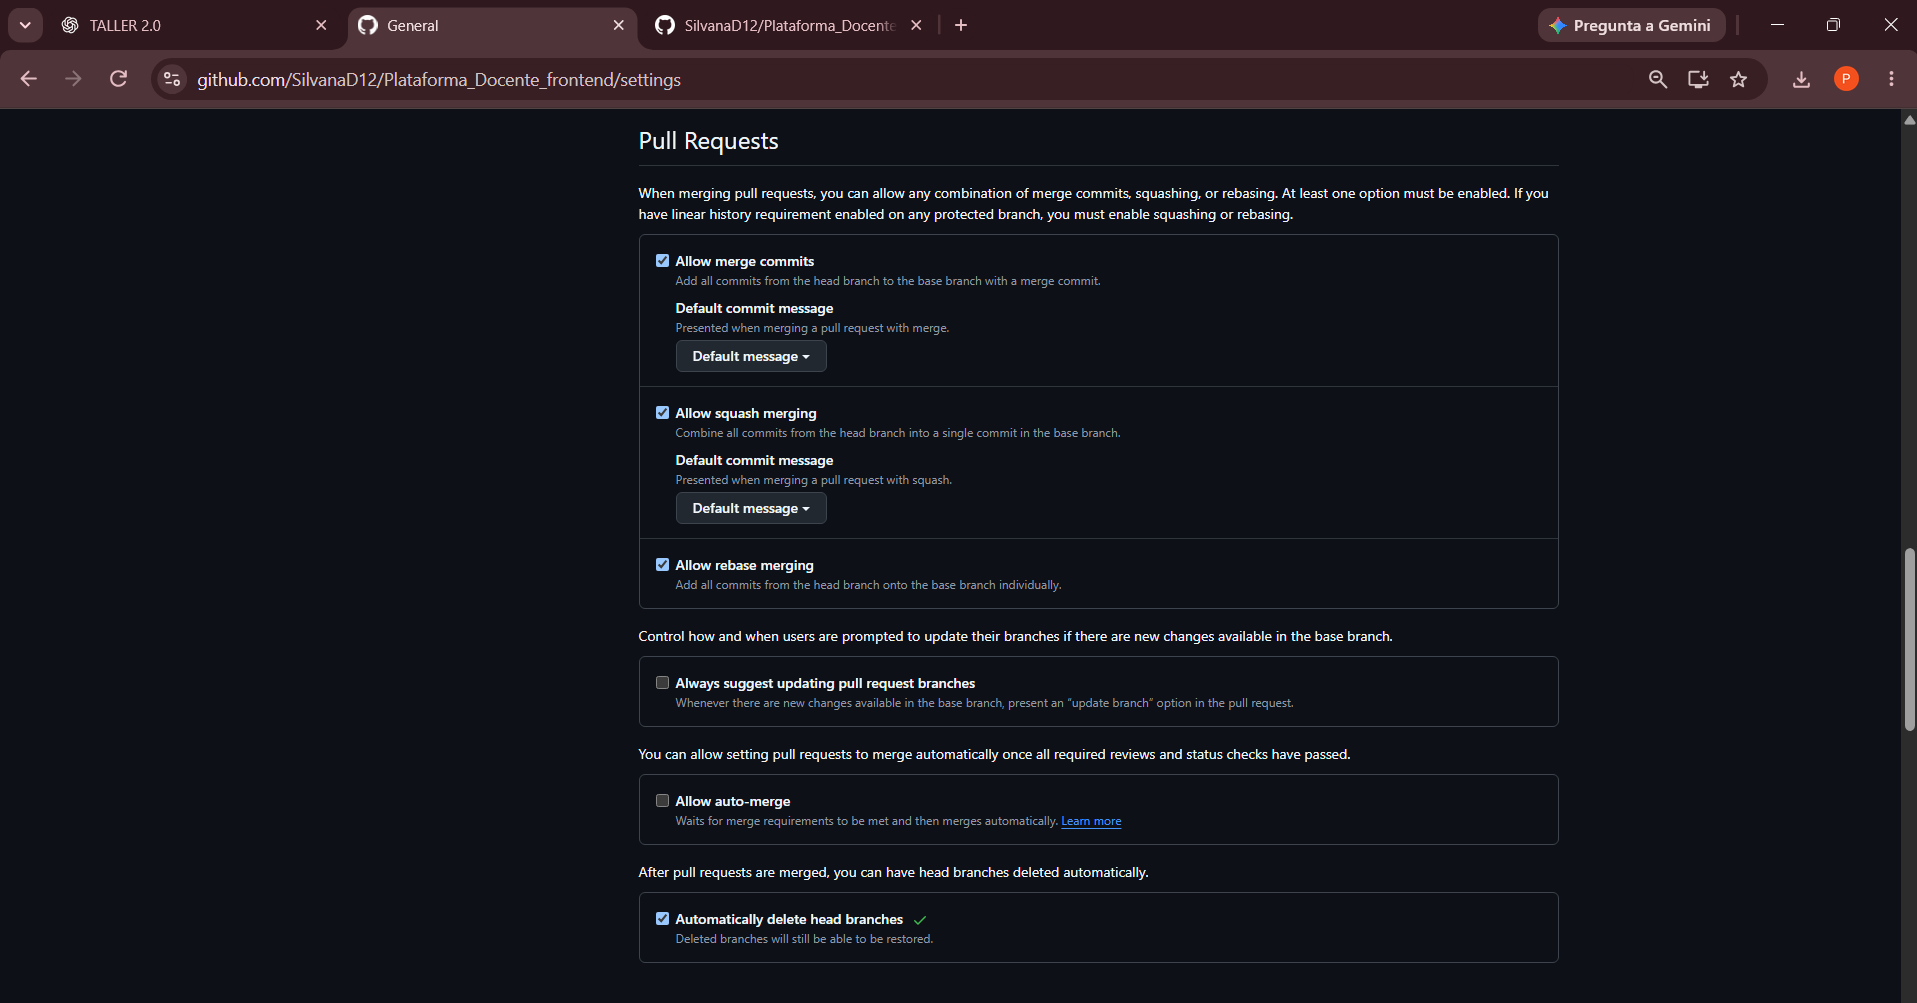 TALLER 2.0
General
SilvanaD12/Plataforma_Docente
Pregunta a Gemini
github.com/SilvanaD12/Plataforma_Docente_frontend/settings
P
Pull Requests
When merging pull requests, you can allow any combination of merge commits, squashing, or rebasing. At least one option must be enabled. If you
have linear history requirement enabled on any protected branch, you must enable squashing or rebasing.
Allow merge commits
Add all commits from the head branch to the base branch with a merge commit.
Default commit message
Presented when merging a pull request with merge.
Default message
Allow squash merging
Combine all commits from the head branch into a single commit in the base branch.
Default commit message
Presented when merging a pull request with squash.
Default message
Allow rebase merging
Add all commits from the head branch onto the base branch individually.
Control how and when users are prompted to update their branches if there are new changes available in the base branch.
Always suggest updating pull request branches
Whenever there are new changes available in the base branch, present an “update branch” option in the pull request.
You can allow setting pull requests to merge automatically once all required reviews and status checks have passed.
Allow auto-merge
Waits for merge requirements to be met and then merges automatically. Learn more
After pull requests are merged, you can have head branches deleted automatically.
Automatically delete head branches
Deleted branches will still be able to be restored.